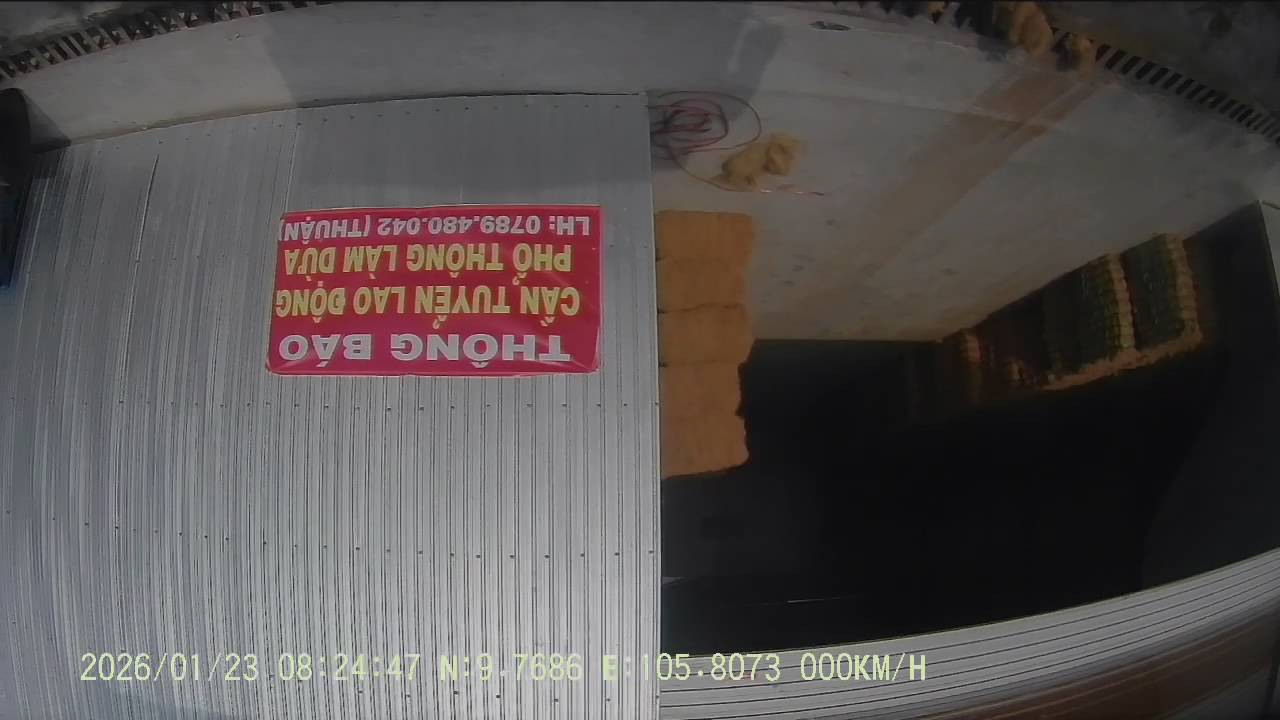 THÔNG BÁO
CẦN TUYỂN LAO ĐỘNG
PHỔ THÔNG LÀM DỪA
LH: 0789.480.042 (THUẬN)
2026/01/23 08:24:47 N:9.7686 E:105.8073 000KM/H